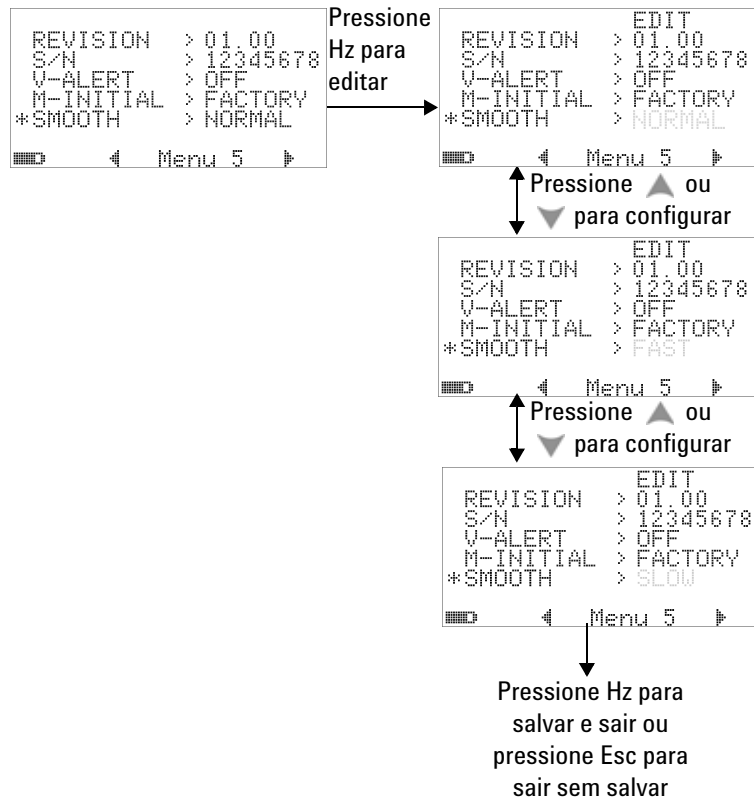 REVISION > 01.00
S/N > 12345678
V-ALERT > OFF
M-INITIAL > FACTORY
*SMOOTH > NORMAL
Menu 5
Pressione
Hz para
editar
EDIT
REVISION > 01.00
S/N > 12345678
V-ALERT > OFF
M-INITIAL > FACTORY
*SMOOTH > NORMAL
Menu 5
Pressione ou
para configurar
EDIT
REVISION > 01.00
S/N > 12345678
V-ALERT > OFF
M-INITIAL > FACTORY
*SMOOTH > FAST
Menu 5
Pressione ou
para configurar
EDIT
REVISION > 01.00
S/N > 12345678
V-ALERT > OFF
M-INITIAL > FACTORY
*SMOOTH > SLOW
Menu 5
Pressione Hz para
salvar e sair ou
pressione Esc para
sair sem salvar